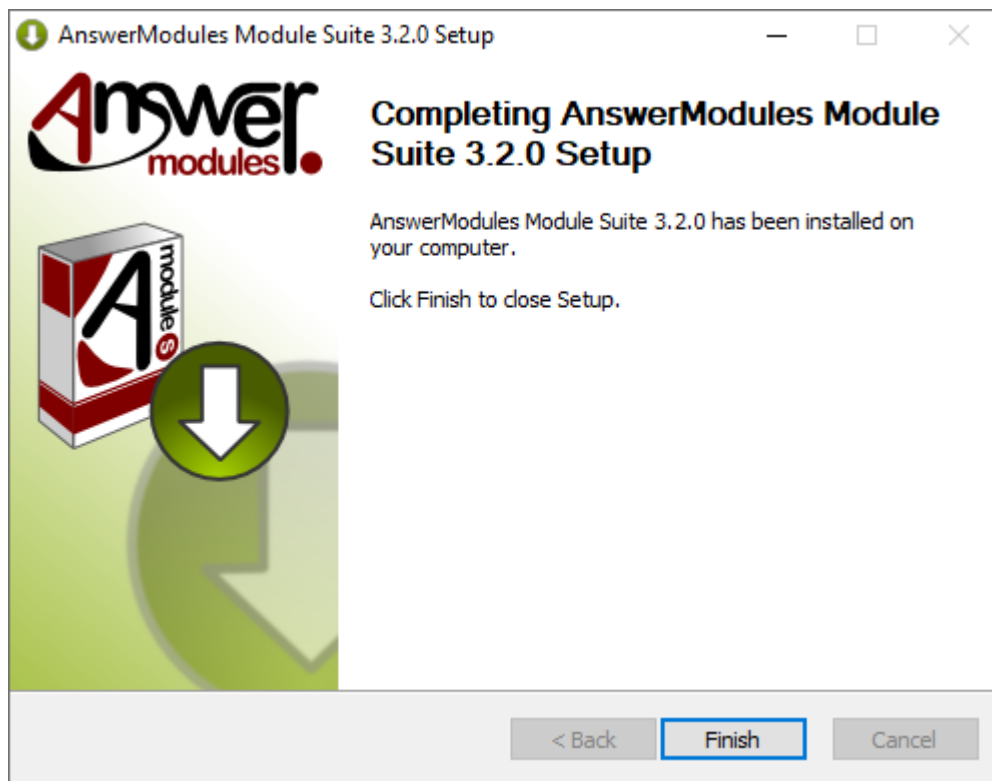 AnswerModules Module Suite 3.2.0 Setup
Answer
modules
Completing AnswerModules Module
Suite 3.2.0 Setup
AnswerModules Module Suite 3.2.0 has been installed on
your computer.
Click Finish to close Setup.
A
module s
< Back
Finish
Cancel